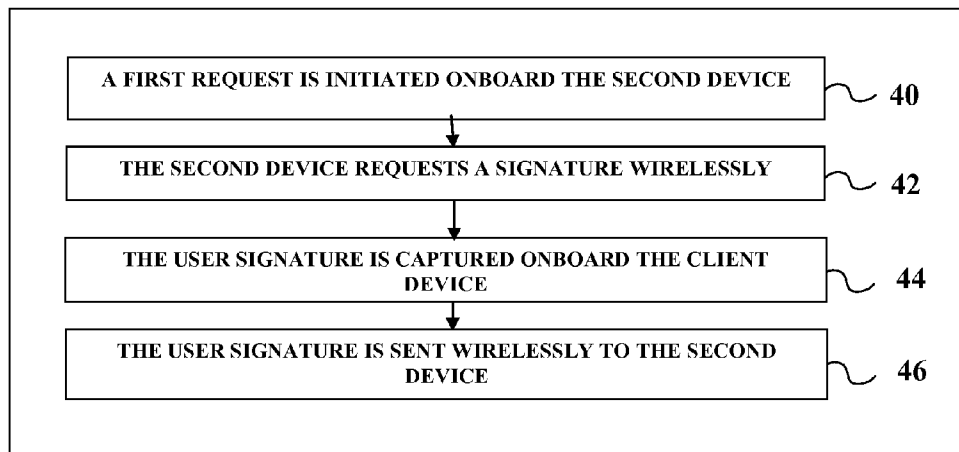 A FIRST REQUEST IS INITIATED ONBOARD THE SECOND DEVICE
40
THE SECOND DEVICE REQUESTS A SIGNATURE WIRELESSLY
42
THE USER SIGNATURE IS CAPTURED ONBOARD THE CLIENT
DEVICE
44
THE USER SIGNATURE IS SENT WIRELESSLY TO THE SECOND
DEVICE
46